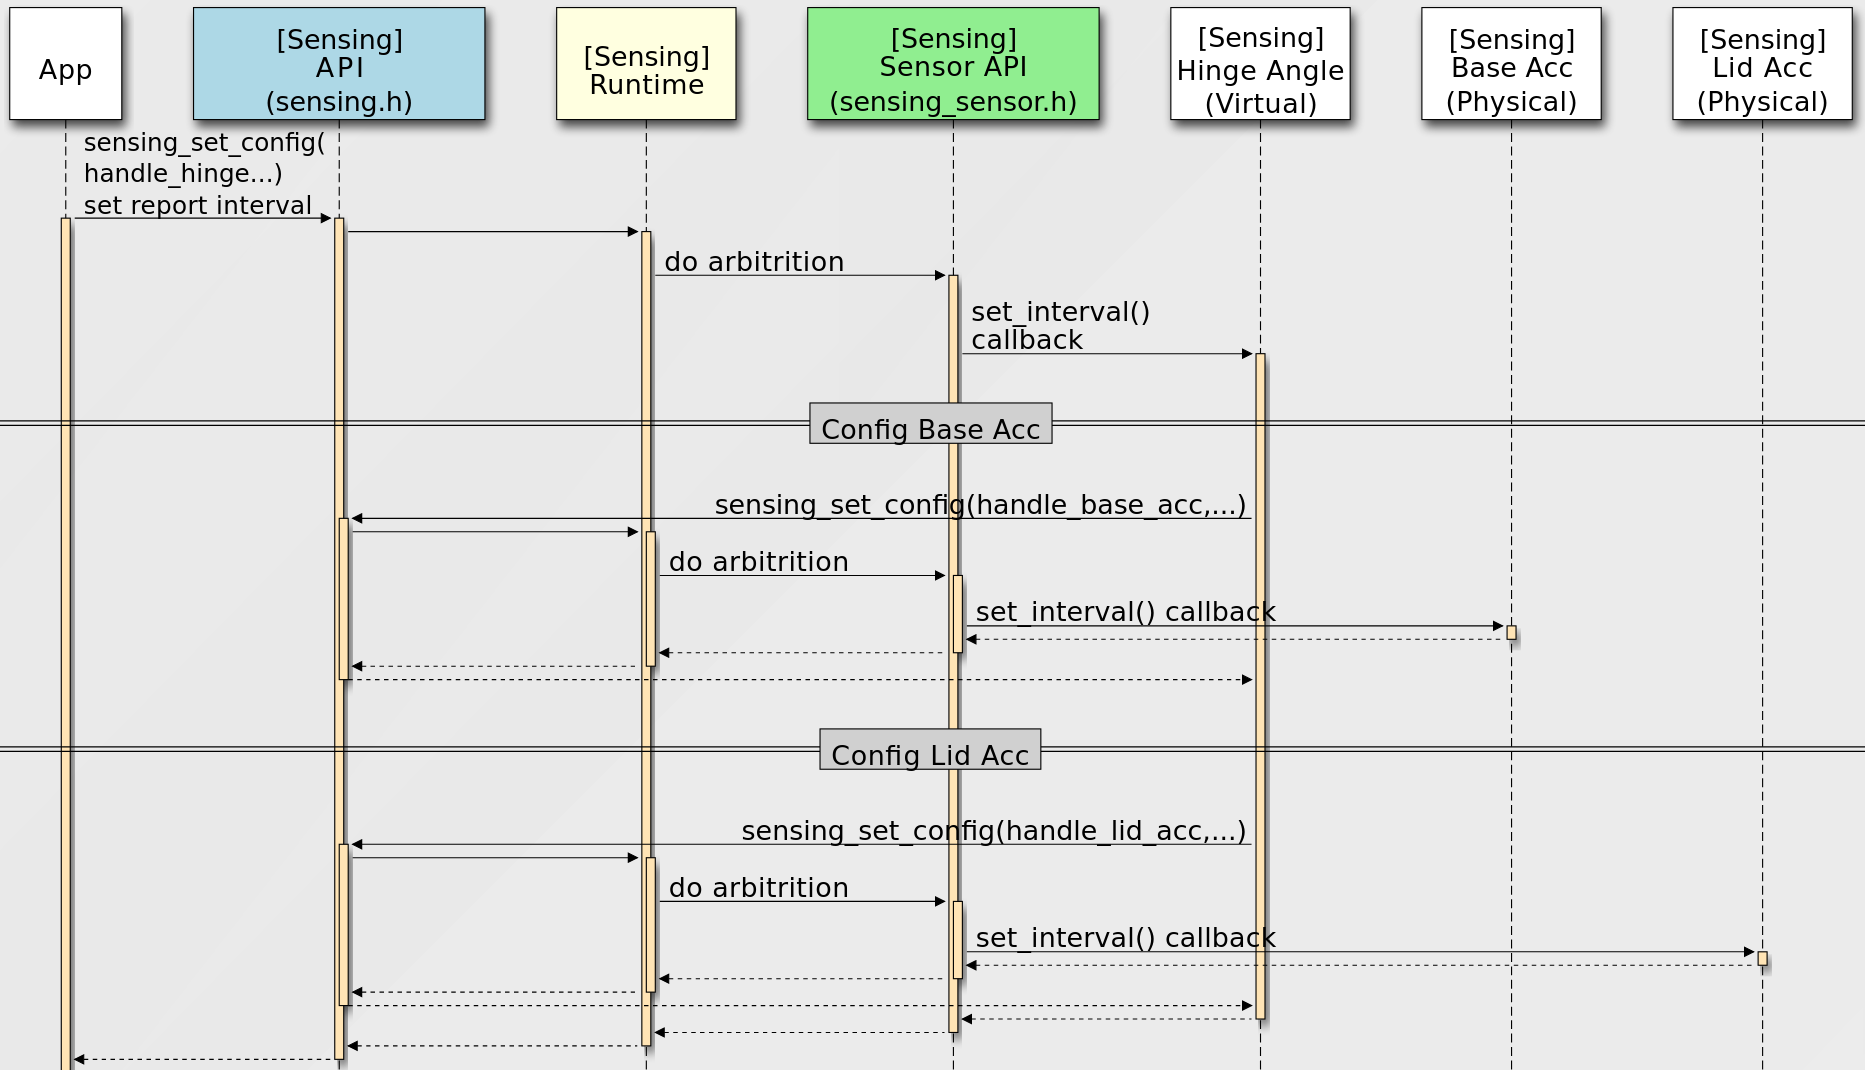 App
[Sensing]
API
(sensing.h)
[Sensing]
Runtime
[Sensing]
Sensor API
(sensing_sensor.h)
[Sensing]
Hinge Angle
(Virtual)
[Sensing]
Base Acc
(Physical)
[Sensing]
Lid Acc
(Physical)
sensing_set_config(
handle_hinge...)
set report interval
do arbitrition
set_interval()
callback
Config Base Acc
sensing_set_config(handle_base_acc,...)
do arbitrition
set_interval() callback
Config Lid Acc
sensing_set_config(handle_lid_acc,...)
do arbitrition
set_interval() callback